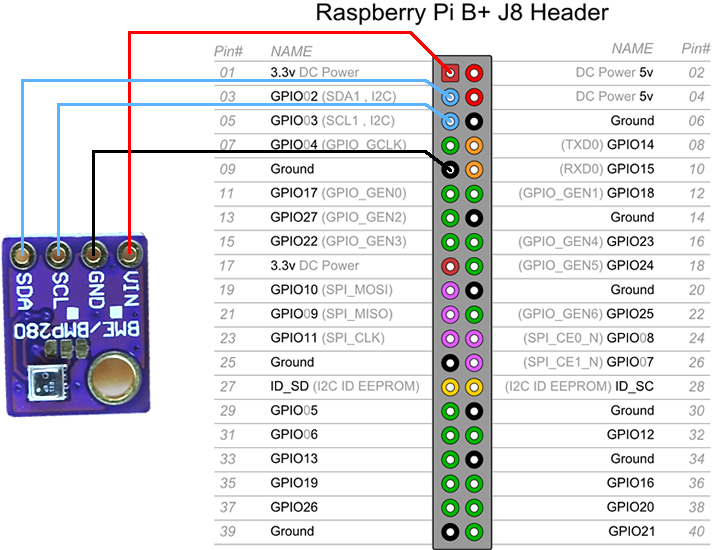 Raspberry Pi B+ J8 Header
Pin# NAME NAME Pin#
01 3.3v DC Power DC Power 5v 02
03 GPIO02 (SDA1 , I2C) DC Power 5v 04
05 GPIO03 (SCL1 , I2C) Ground 06
07 GPIO04 (GPIO_GCLK) (TXD0) GPIO14 08
09 Ground (RXD0) GPIO15 10
11 GPIO17 (GPIO_GEN0) (GPIO_GEN1) GPIO18 12
13 GPIO27 (GPIO_GEN2) Ground 14
15 GPIO22 (GPIO_GEN3) (GPIO_GEN4) GPIO23 16
17 3.3v DC Power (GPIO_GEN5) GPIO24 18
19 GPIO10 (SPI_MOSI) Ground 20
21 GPIO09 (SPI_MISO) (GPIO_GEN6) GPIO25 22
23 GPIO11 (SPI_CLK) (SPI_CE0_N) GPIO08 24
25 Ground (SPI_CE1_N) GPIO07 26
27 ID_SD (I2C ID EEPROM) (I2C ID EEPROM) ID_SC 28
29 GPIO05 Ground 30
31 GPIO06 GPIO12 32
33 GPIO13 Ground 34
35 GPIO19 GPIO16 36
37 GPIO26 GPIO20 38
39 Ground GPIO21 40
SDA
SCL
GND
VIN
BME/BMP280